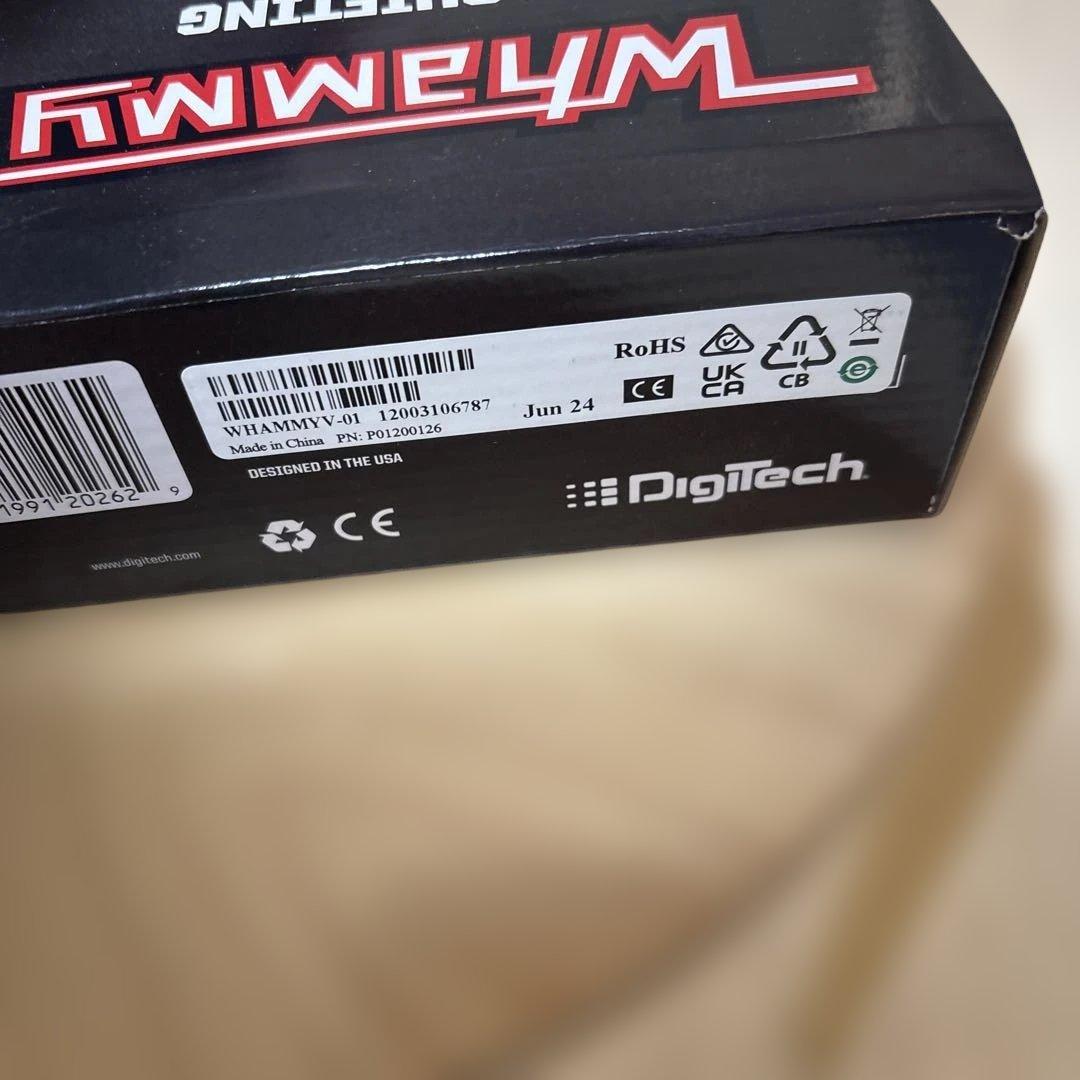 WHAMMY
RoHS
CE
UK
CA
CB
e
WHAMMYV-01 12003106787 Jun 24
Made in China PN: P01200126
DESIGNED IN THE USA
1991 20262 9
DigiTech
CE
www.digitech.com